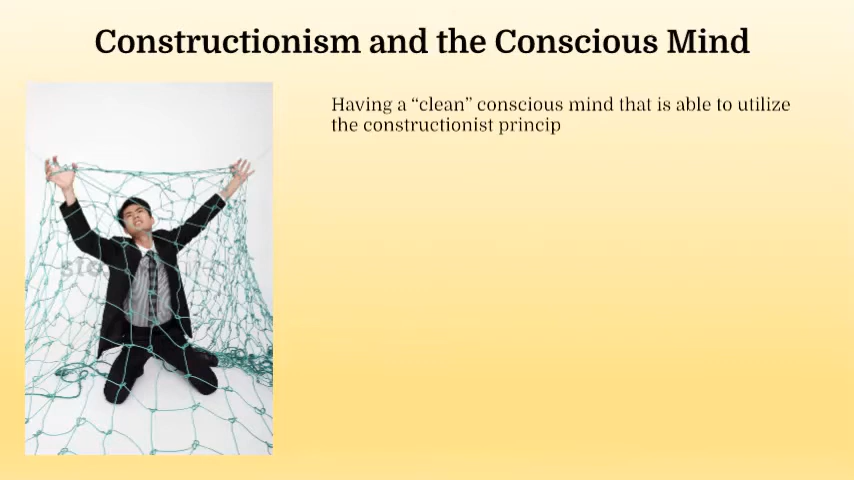 Constructionism and the Conscious Mind
Having a “clean” conscious mind that is able to utilize
the constructionist princip